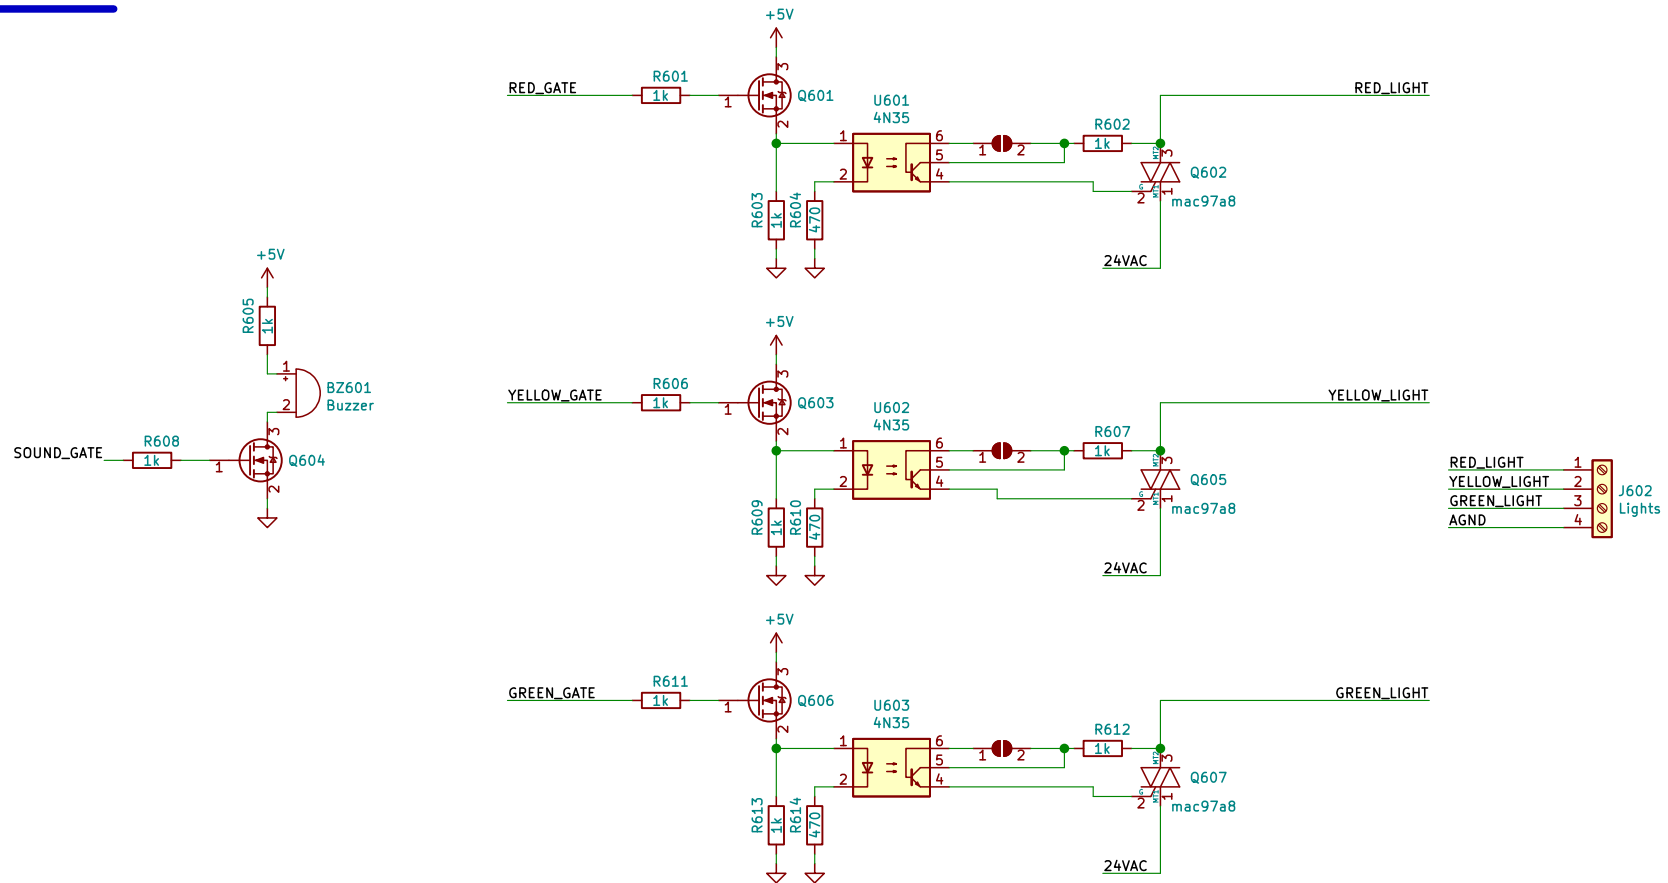 +5V
RED_GATE
R601
1k
1
3
2
Q601
U601
4N35
1
2
6
5
4
1
2
R602
1k
RED_LIGHT
MT2
3
G
2
MT1
1
Q602
mac97a8
R603
1k
R604
470
24VAC
+5V
R605
1k
1
+
2
BZ601
Buzzer
SOUND_GATE
R608
1k
1
3
2
Q604
+5V
YELLOW_GATE
R606
1k
1
3
2
Q603
U602
4N35
1
2
6
5
4
1
2
R607
1k
YELLOW_LIGHT
MT2
3
G
2
MT1
1
Q605
mac97a8
R609
1k
R610
470
24VAC
RED_LIGHT
1
YELLOW_LIGHT
2
GREEN_LIGHT
3
AGND
4
J602
Lights
+5V
GREEN_GATE
R611
1k
1
3
2
Q606
U603
4N35
1
2
6
5
4
1
2
R612
1k
GREEN_LIGHT
MT2
3
G
2
MT1
1
Q607
mac97a8
R613
1k
R614
470
24VAC